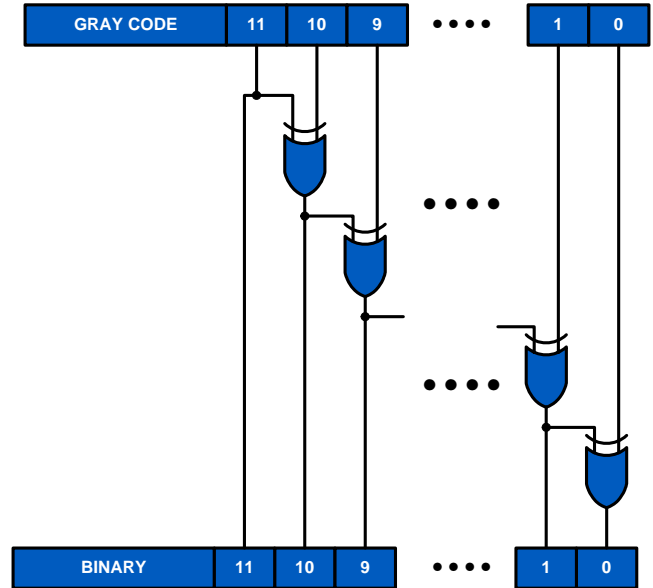 GRAY CODE 11 10 9 •••• 1 0
BINARY 11 10 9 •••• 1 0